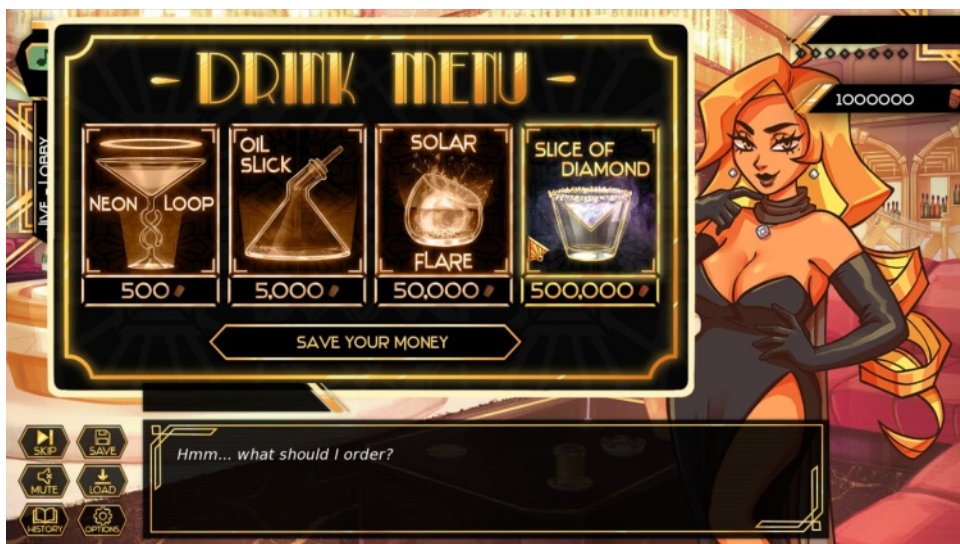 DRINK MENU
NEON LOOP
500
OIL
SLICK
5,000
SOLAR
FLARE
50,000
SLICE OF
DIAMOND
500,000
SAVE YOUR MONEY
1000000
LOBBY
Hmm... what should I order?
SKIP
SAVE
MUTE
LOAD
HISTORY
OPTIONS